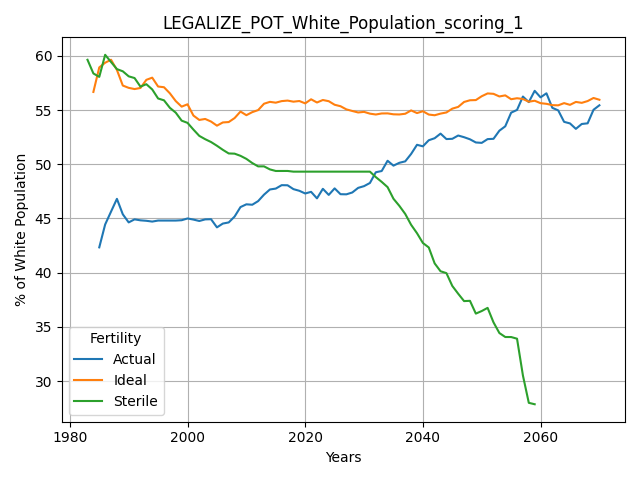 LEGALIZE_POT_White_Population_scoring_1
% of White Population
60
55
50
45
40
35
30
Fertility
Actual
Ideal
Sterile
1980 2000 2020 2040 2060
Years